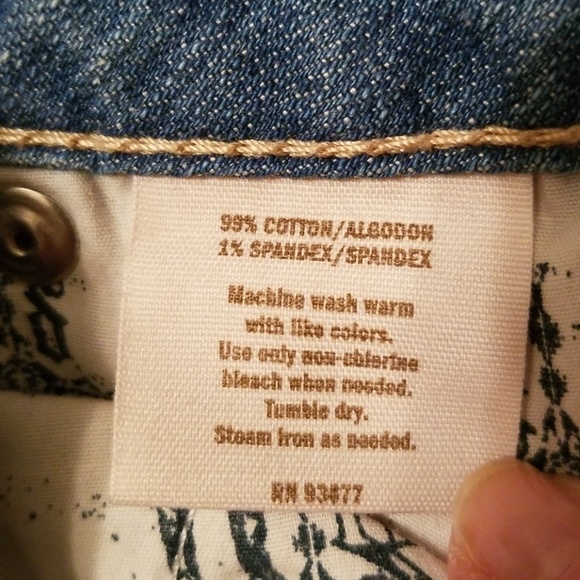 99% COTTON/ALGODON
1% SPANDEX/SPANDEX
Machine wash warm
with like colors.
Use only non-chlorine
bleach when needed.
Tumble dry.
Steam iron as needed.
RN 93877